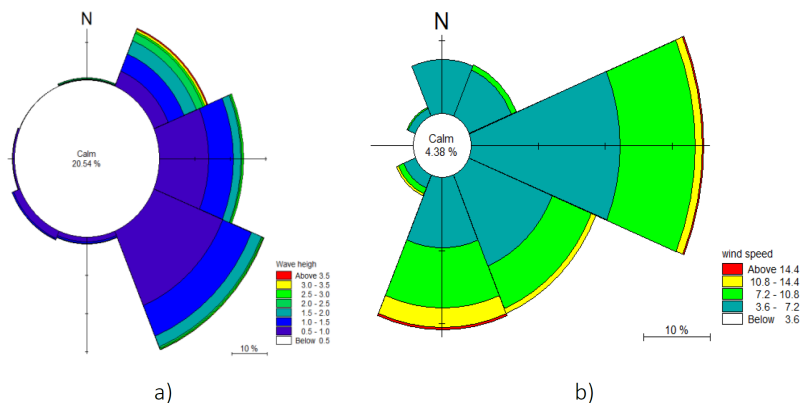 N
Calm
20.54 %
Wave heigh
Above 3.5
3.0 - 3.5
2.5 - 3.0
2.0 - 2.5
1.5 - 2.0
1.0 - 1.5
0.5 - 1.0
Below 0.5
10 %
a)
N
Calm
4.38 %
wind speed
Above 14.4
10.8 - 14.4
7.2 - 10.8
3.6 - 7.2
Below 3.6
10 %
b)